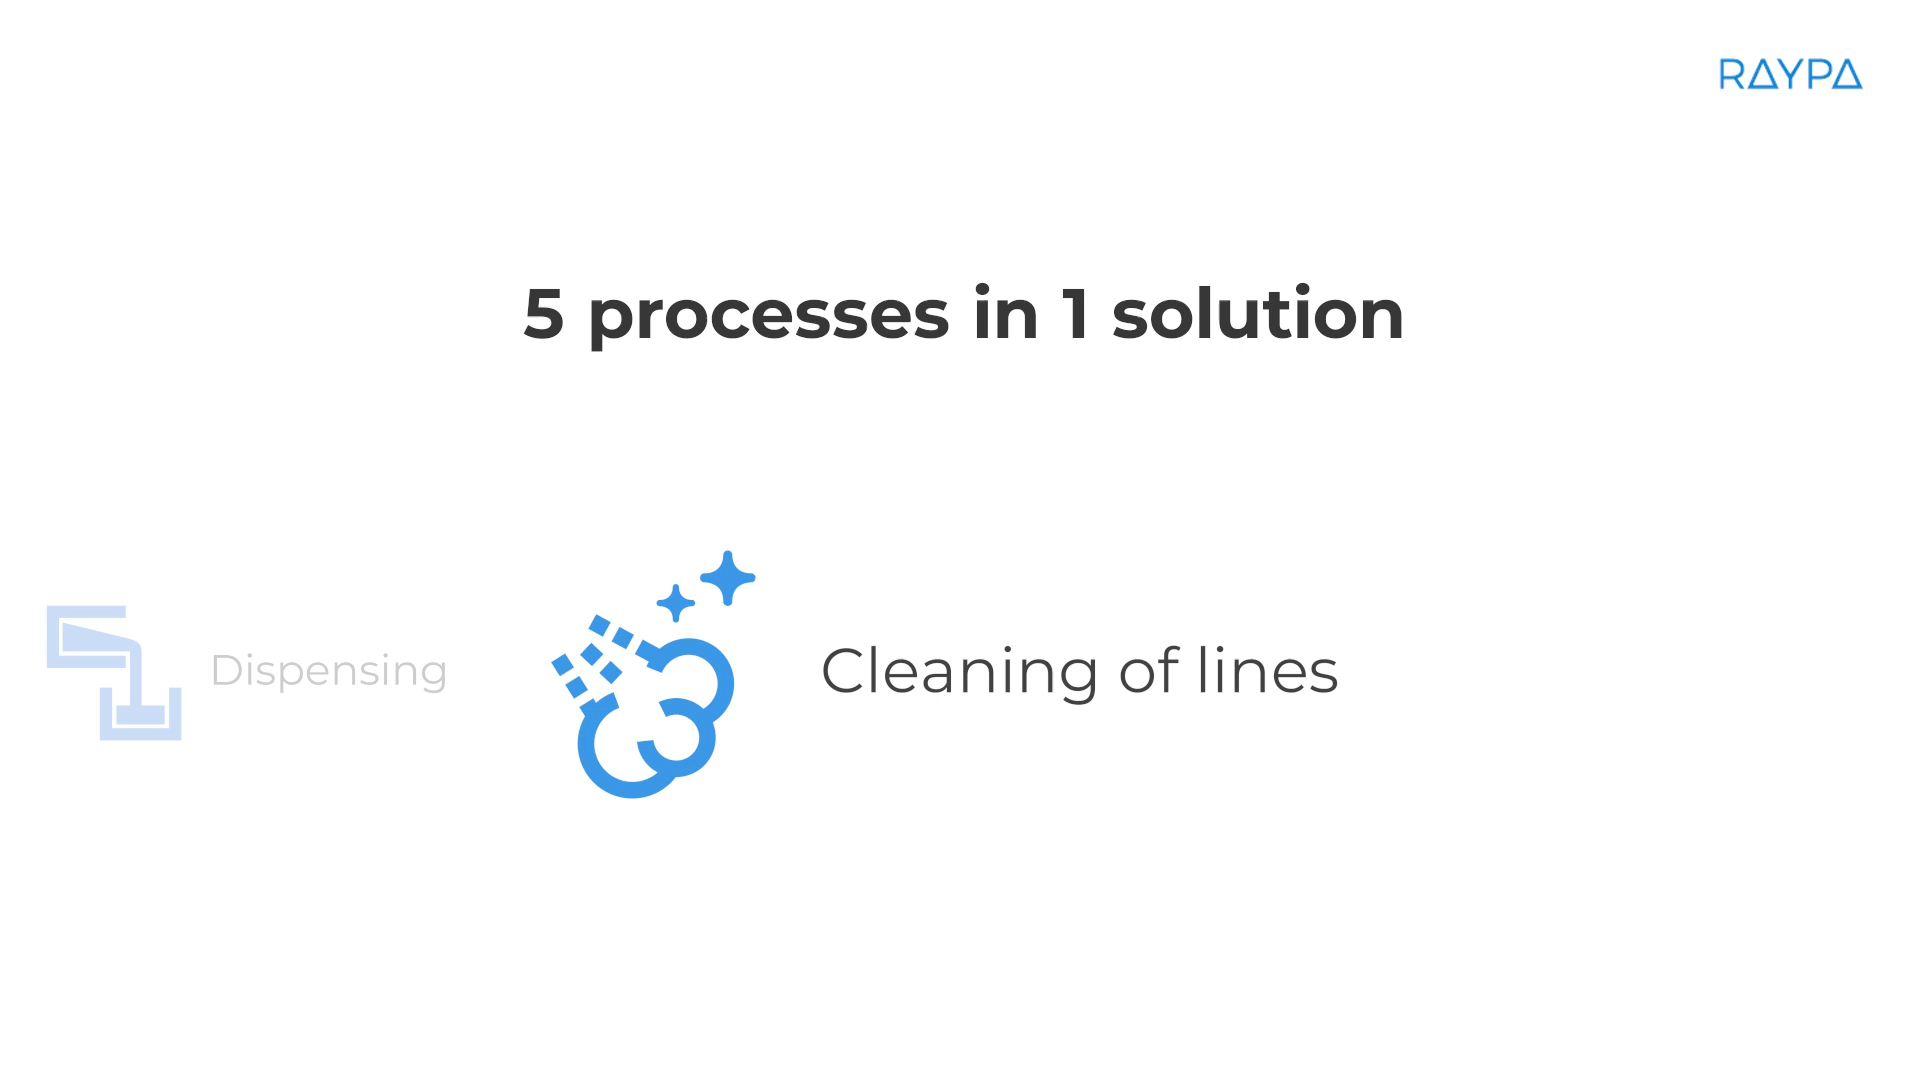 RAYPA
5 processes in 1 solution
Dispensing
Cleaning of lines